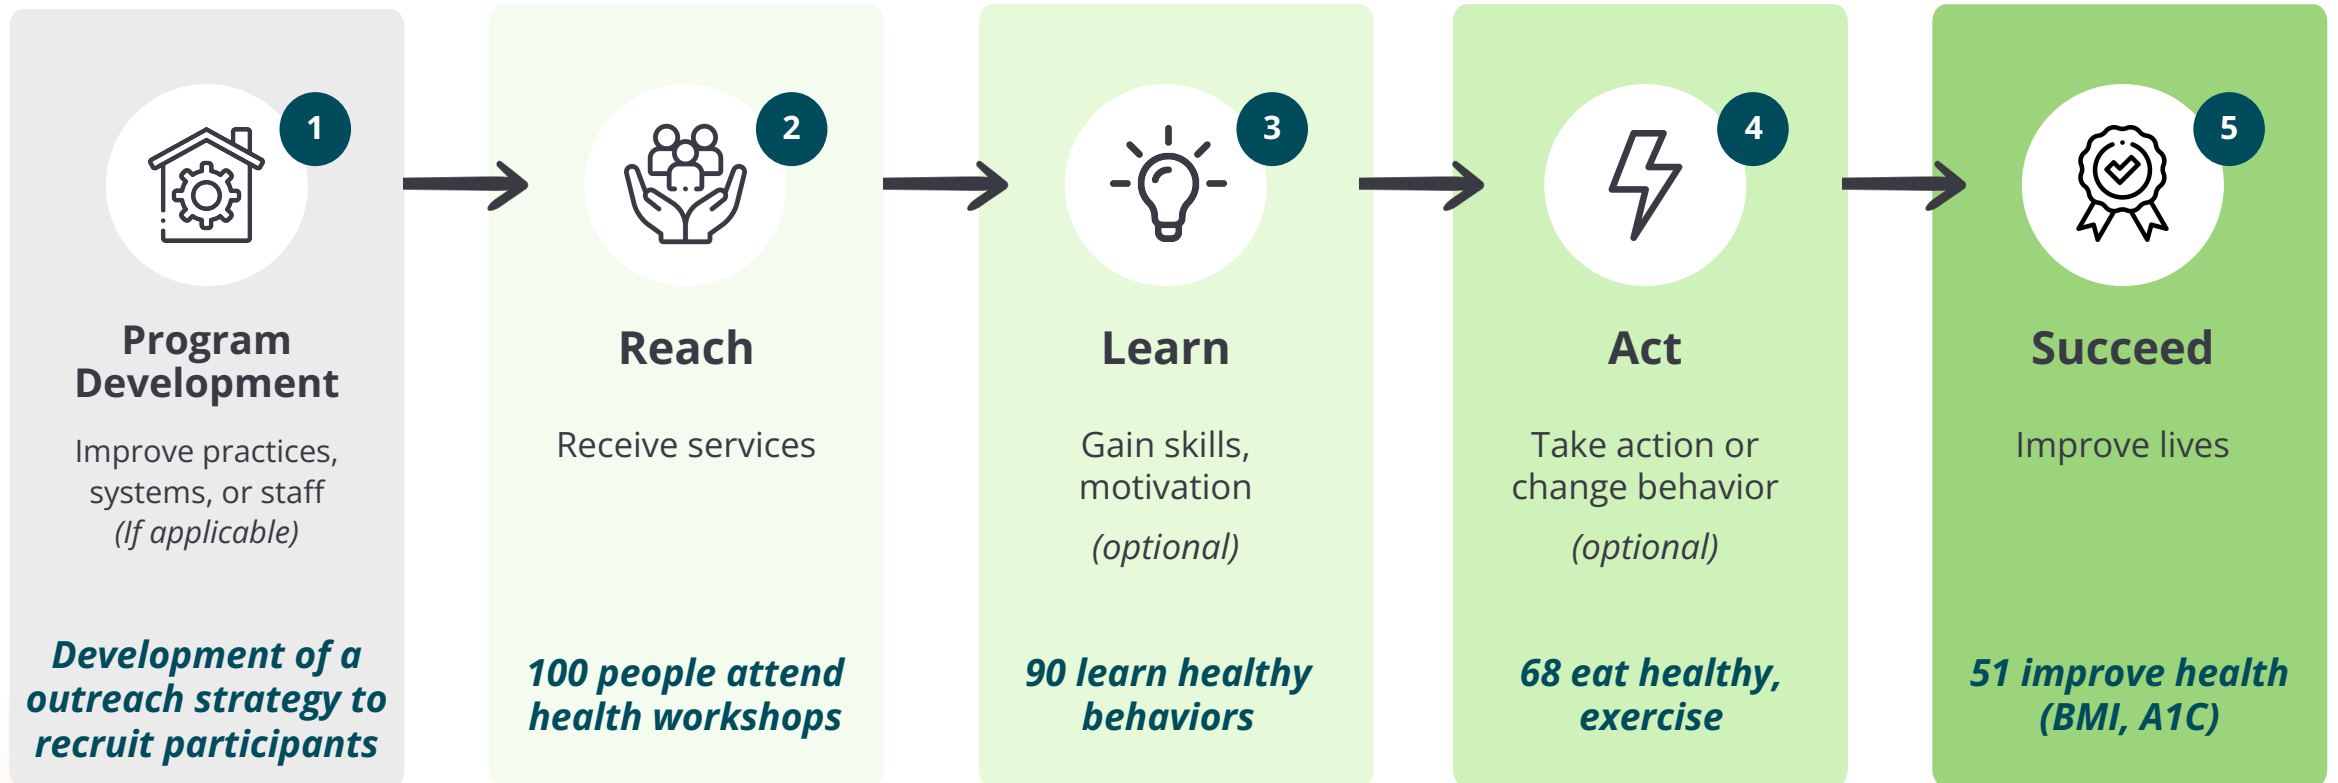 1
Program
Development
Improve practices,
systems, or staff
(If applicable)
Development of a
outreach strategy to
recruit participants
2
Reach
Receive services
100 people attend
health workshops
3
Learn
Gain skills,
motivation
(optional)
90 learn healthy
behaviors
4
Act
Take action or
change behavior
(optional)
68 eat healthy,
exercise
5
Succeed
Improve lives
51 improve health
(BMI, A1C)